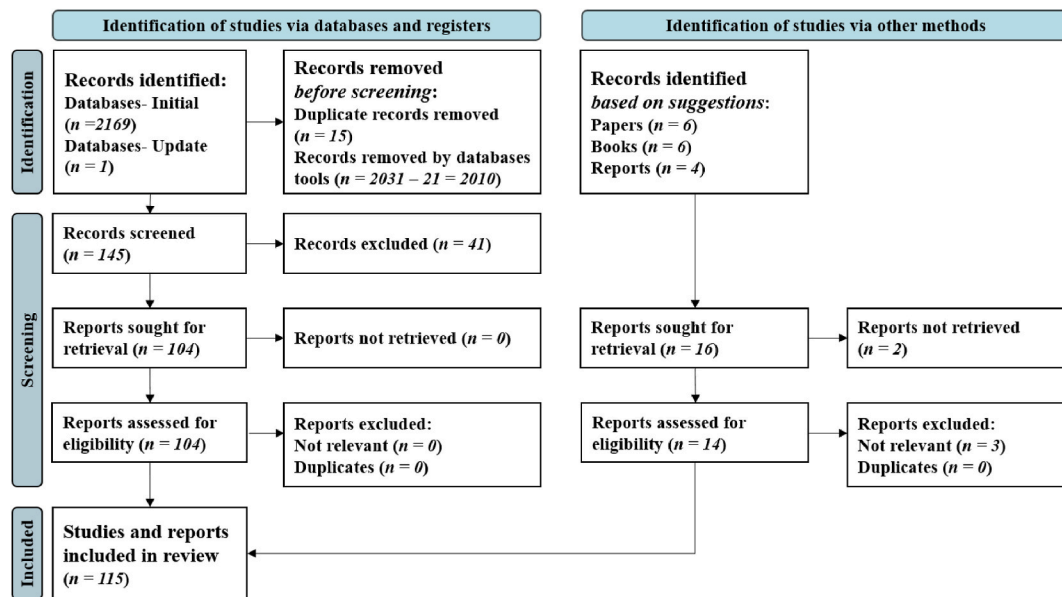 Identification of studies via databases and registers
Identification of studies via other methods
Identification
Records identified:
Databases- Initial
(n =2169)
Databases- Update
(n = 1)
Records removed
before screening:
Duplicate records removed
(n = 15)
Records removed by databases
tools (n = 2031 – 21 = 2010)
Records identified
based on suggestions:
Papers (n = 6)
Books (n = 6)
Reports (n = 4)
Screening
Records screened
(n = 145)
Records excluded (n = 41)
Reports sought for
retrieval (n = 104)
Reports not retrieved (n = 0)
Reports sought for
retrieval (n = 16)
Reports not retrieved
(n = 2)
Reports assessed for
eligibility (n = 104)
Reports excluded:
Not relevant (n = 0)
Duplicates (n = 0)
Reports assessed for
eligibility (n = 14)
Reports excluded:
Not relevant (n = 3)
Duplicates (n = 0)
Included
Studies and reports
included in review
(n = 115)